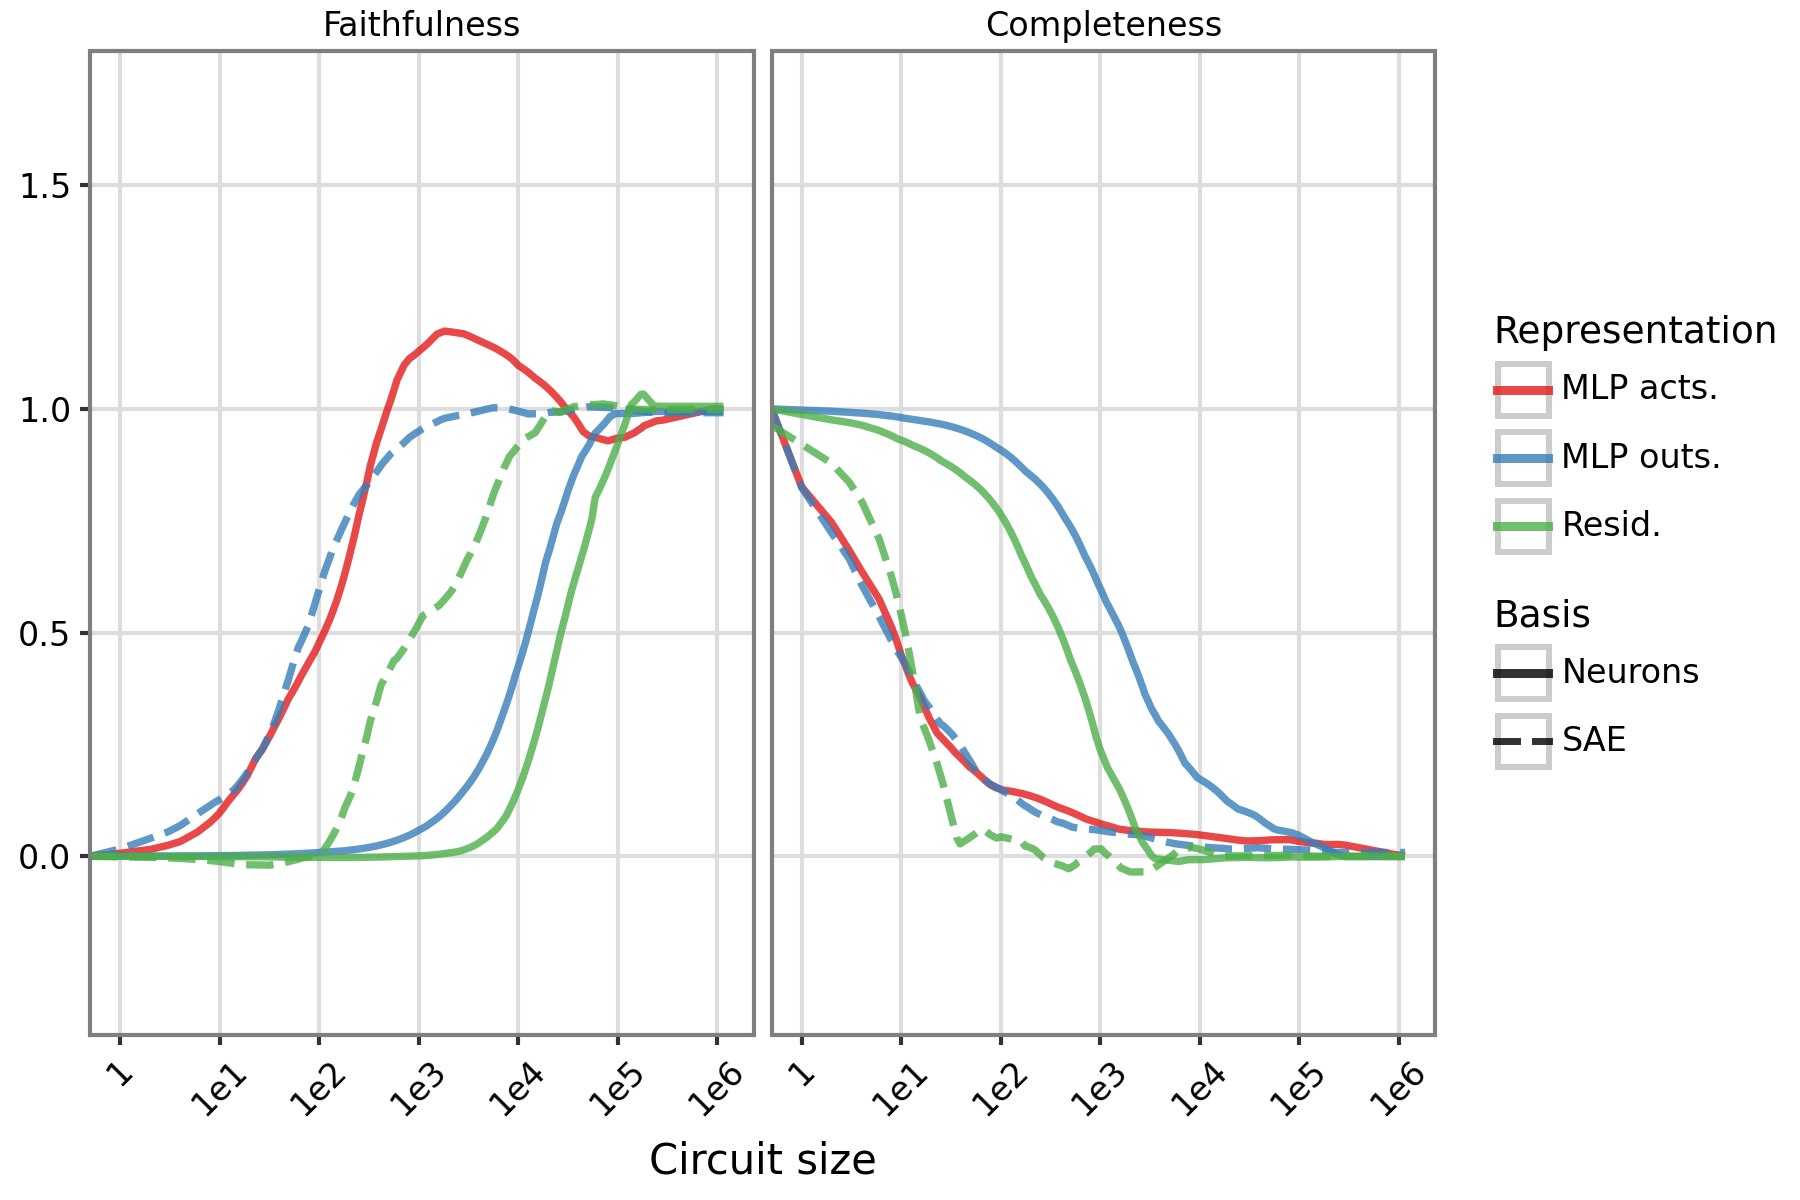 Faithfulness
Completeness
1.5
1.0
0.5
0.0
1 1e1 1e2 1e3 1e4 1e5 1e6
1 1e1 1e2 1e3 1e4 1e5 1e6
Circuit size
Representation
MLP acts.
MLP outs.
Resid.
Basis
Neurons
SAE